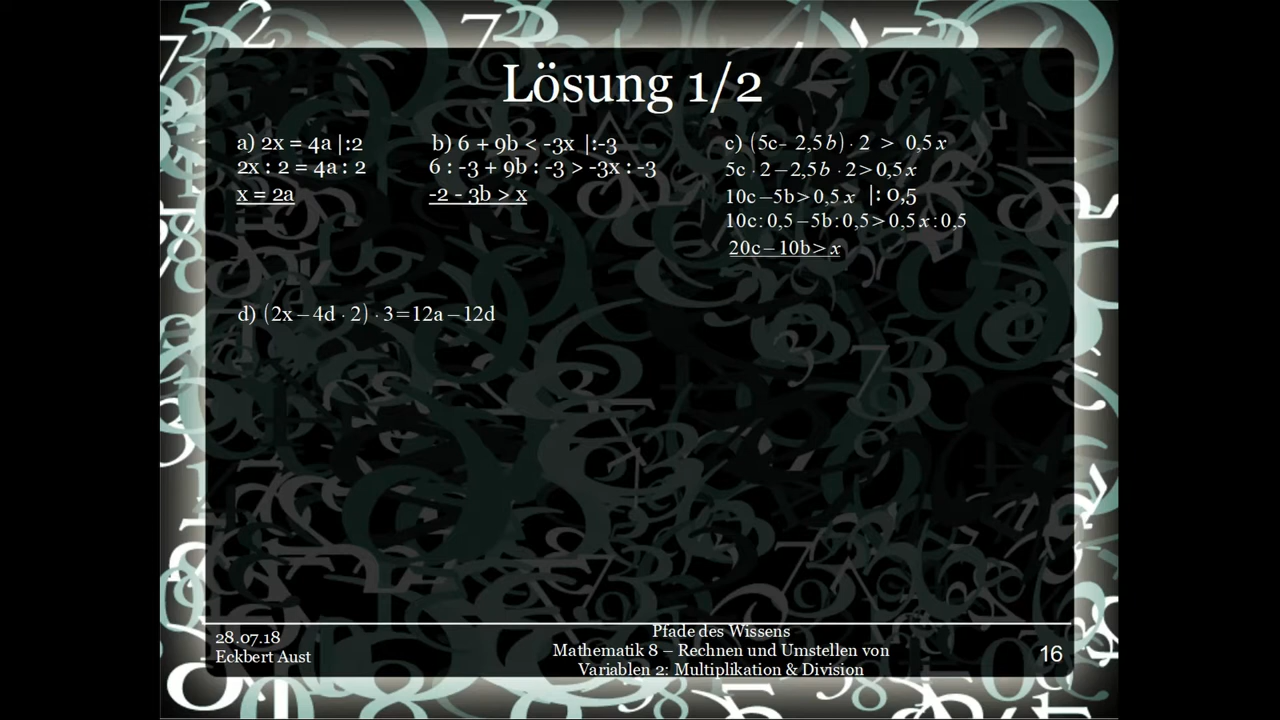 Lösung 1/2
a) 2x = 4a |:2
2x : 2 = 4a : 2
x = 2a
b) 6 + 9b < -3x |:-3
6 : -3 + 9b : -3 > -3x : -3
-2 - 3b > x
c) (5c- 2,5b) · 2 > 0,5x
5c · 2 – 2,5b · 2 > 0,5x
10c – 5b > 0,5x |: 0,5
10c : 0,5 – 5b : 0,5 > 0,5x : 0,5
20c – 10b > x
d) (2x – 4d · 2) · 3 = 12a – 12d
28.07.18
Eckbert Aust
Pfade des Wissens
Mathematik 8 – Rechnen und Umstellen von
Variablen 2: Multiplikation & Division
16